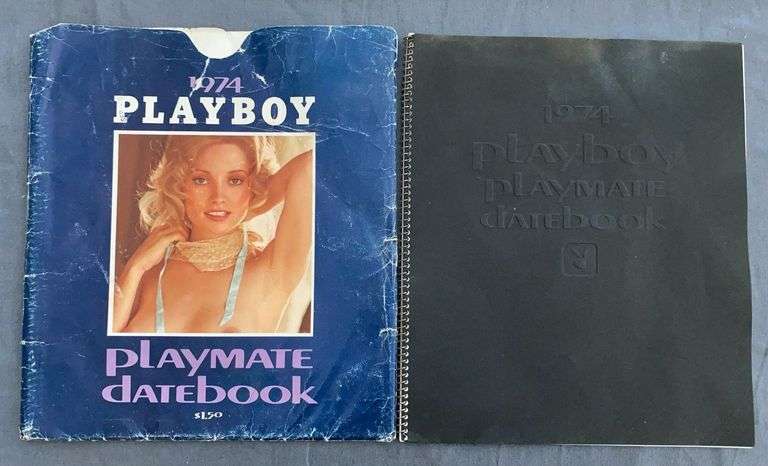 1974
PLAYBOY
PLAYMATE
DATEBOOK
$1.50
1974
PLAYBOY
PLAYMATE
DATEBOOK